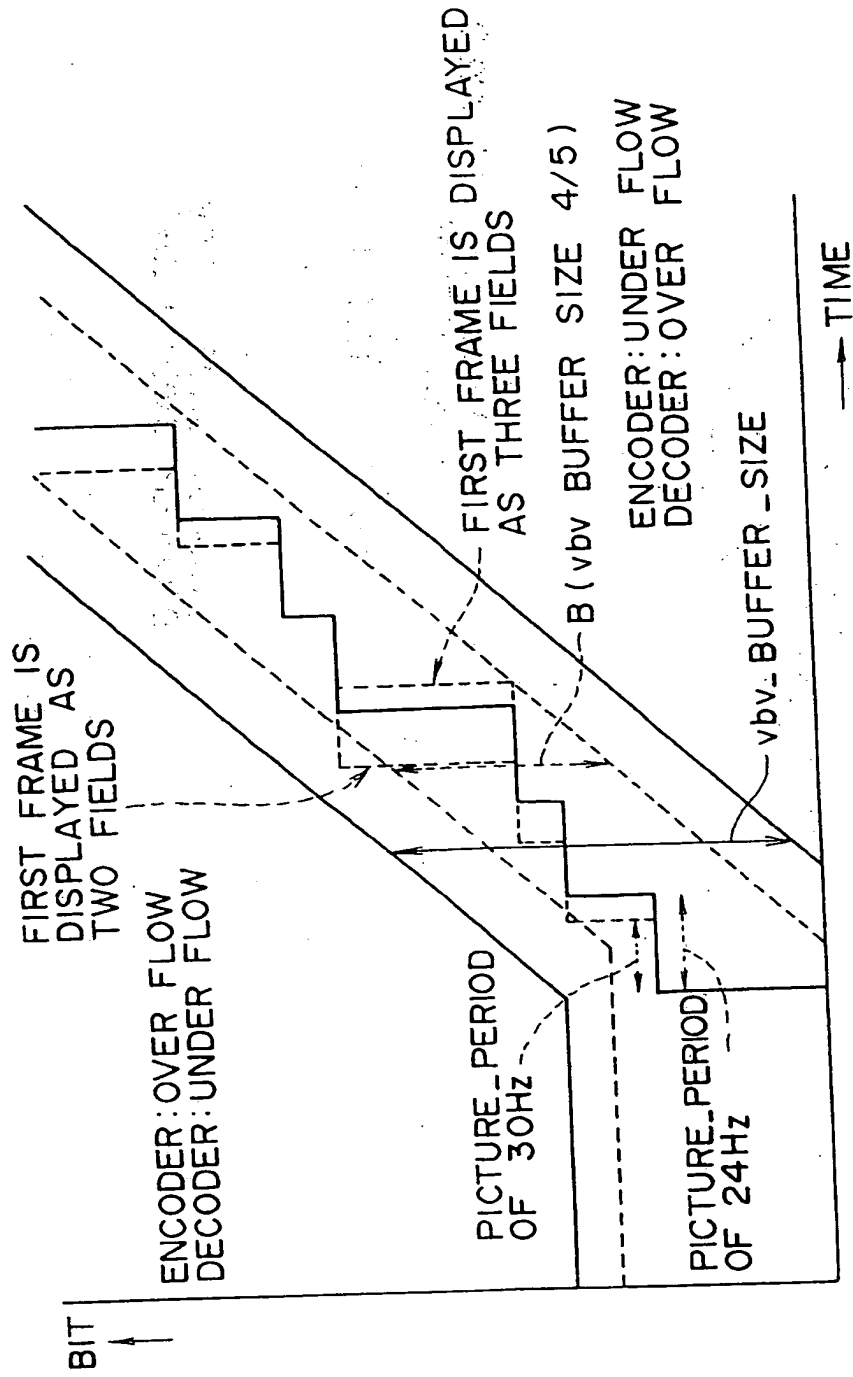 BIT
FIRST FRAME IS
DISPLAYED AS
TWO FIELDS
ENCODER:OVER FLOW
DECODER:UNDER FLOW
PICTURE_PERIOD
OF 30Hz
PICTURE_PERIOD
OF 24Hz
FIRST FRAME IS DISPLAYED
AS THREE FIELDS
B (vbv BUFFER SIZE 4/5)
ENCODER:UNDER FLOW
DECODER:OVER FLOW
vbv_BUFFER_SIZE
TIME